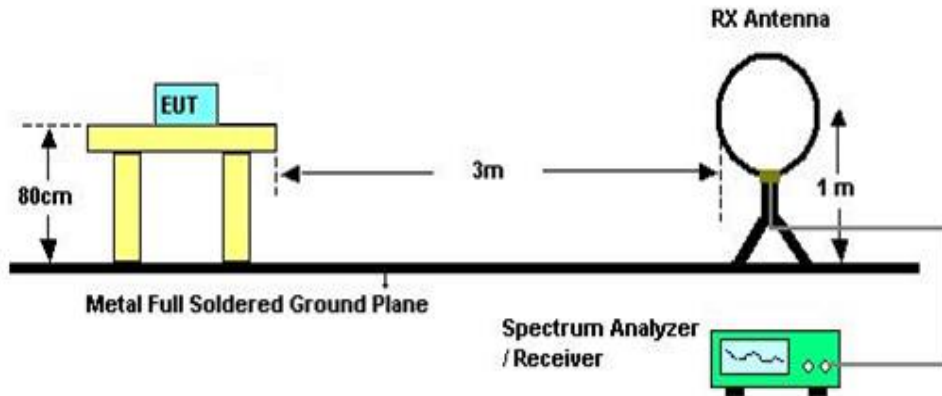 RX Antenna
EUT
80cm
3m
1 m
Metal Full Soldered Ground Plane
Spectrum Analyzer
/ Receiver